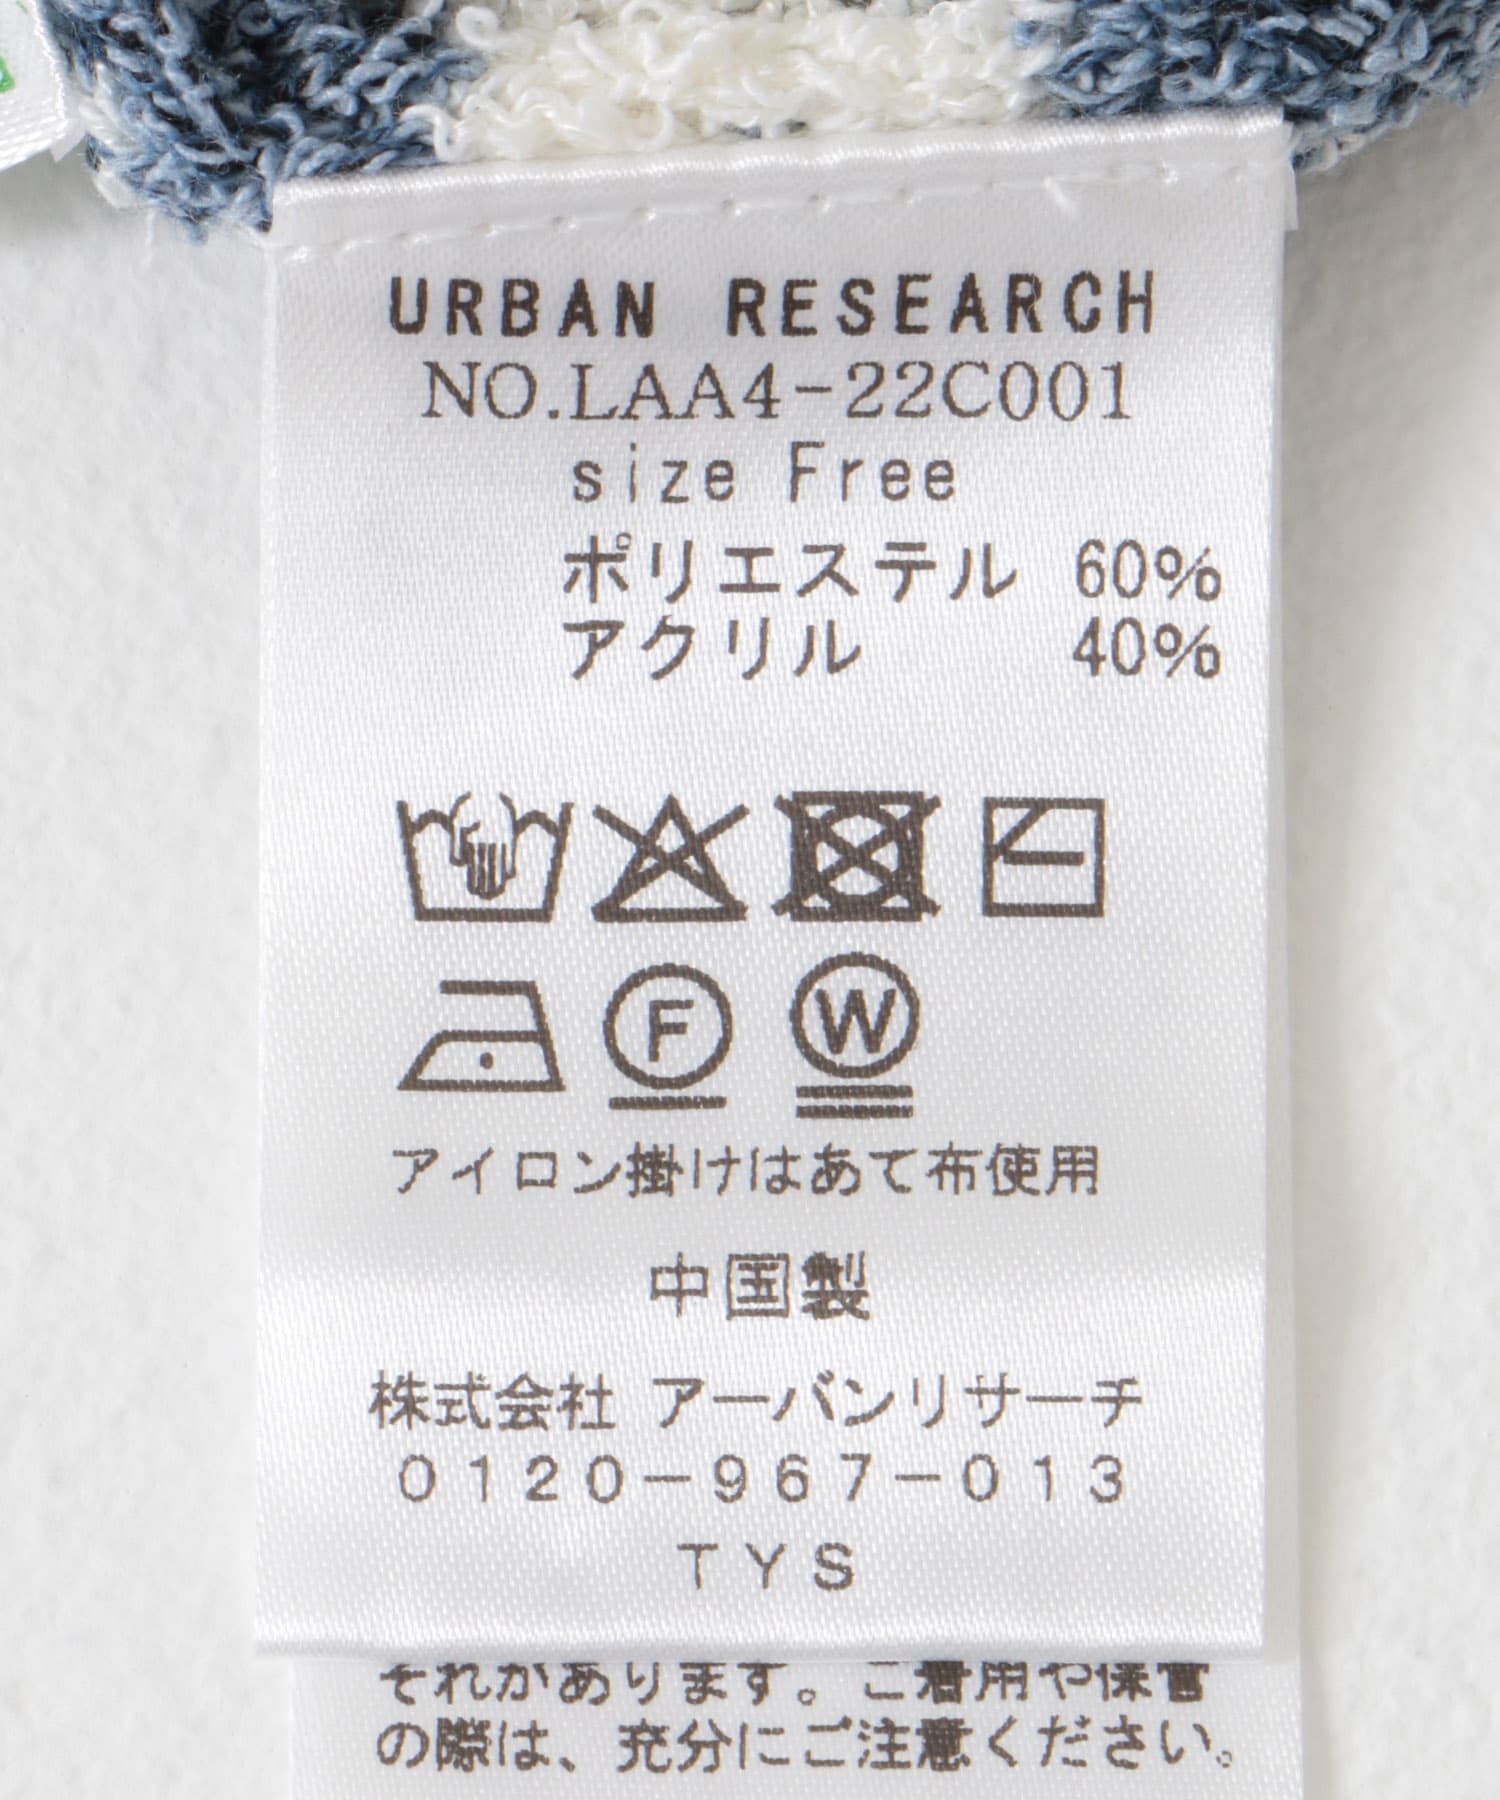 URBAN RESEARCH
NO.LAA4-22C001
size Free
ポリエステル 60%
アクリル 40%
F W
アイロン掛けはあて布使用
中国製
株式会社 アーバンリサーチ
0120-967-013
TYS
それがあります。ご着用や保管
の際は、充分にご注意ください。